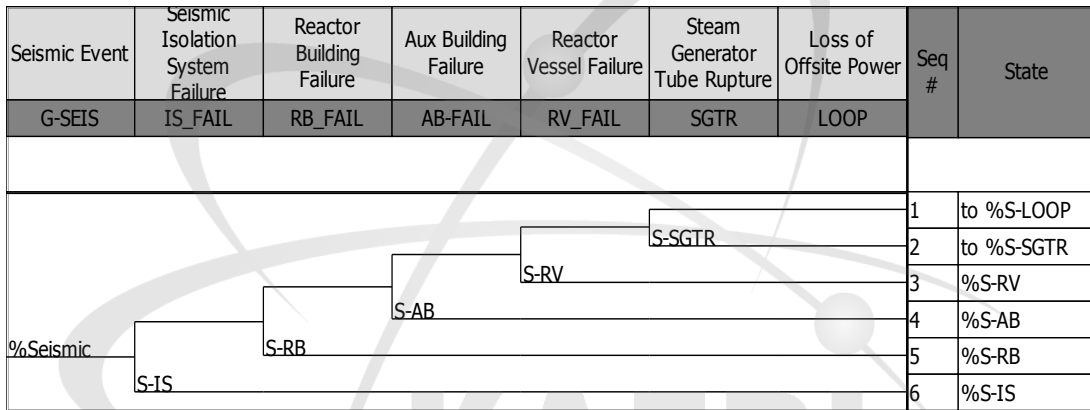 Seismic Event
Seismic
Isolation
System
Failure
Reactor
Building
Failure
Aux Building
Failure
Reactor
Vessel Failure
Steam
Generator
Tube Rupture
Loss of
Offsite Power
Seq
#
State
G-SEIS
IS_FAIL
RB_FAIL
AB-FAIL
RV_FAIL
SGTR
LOOP
1
to %S-LOOP
S-SGTR
2
to %S-SGTR
S-RV
3
%S-RV
S-AB
4
%S-AB
%Seismic
S-RB
5
%S-RB
S-IS
6
%S-IS